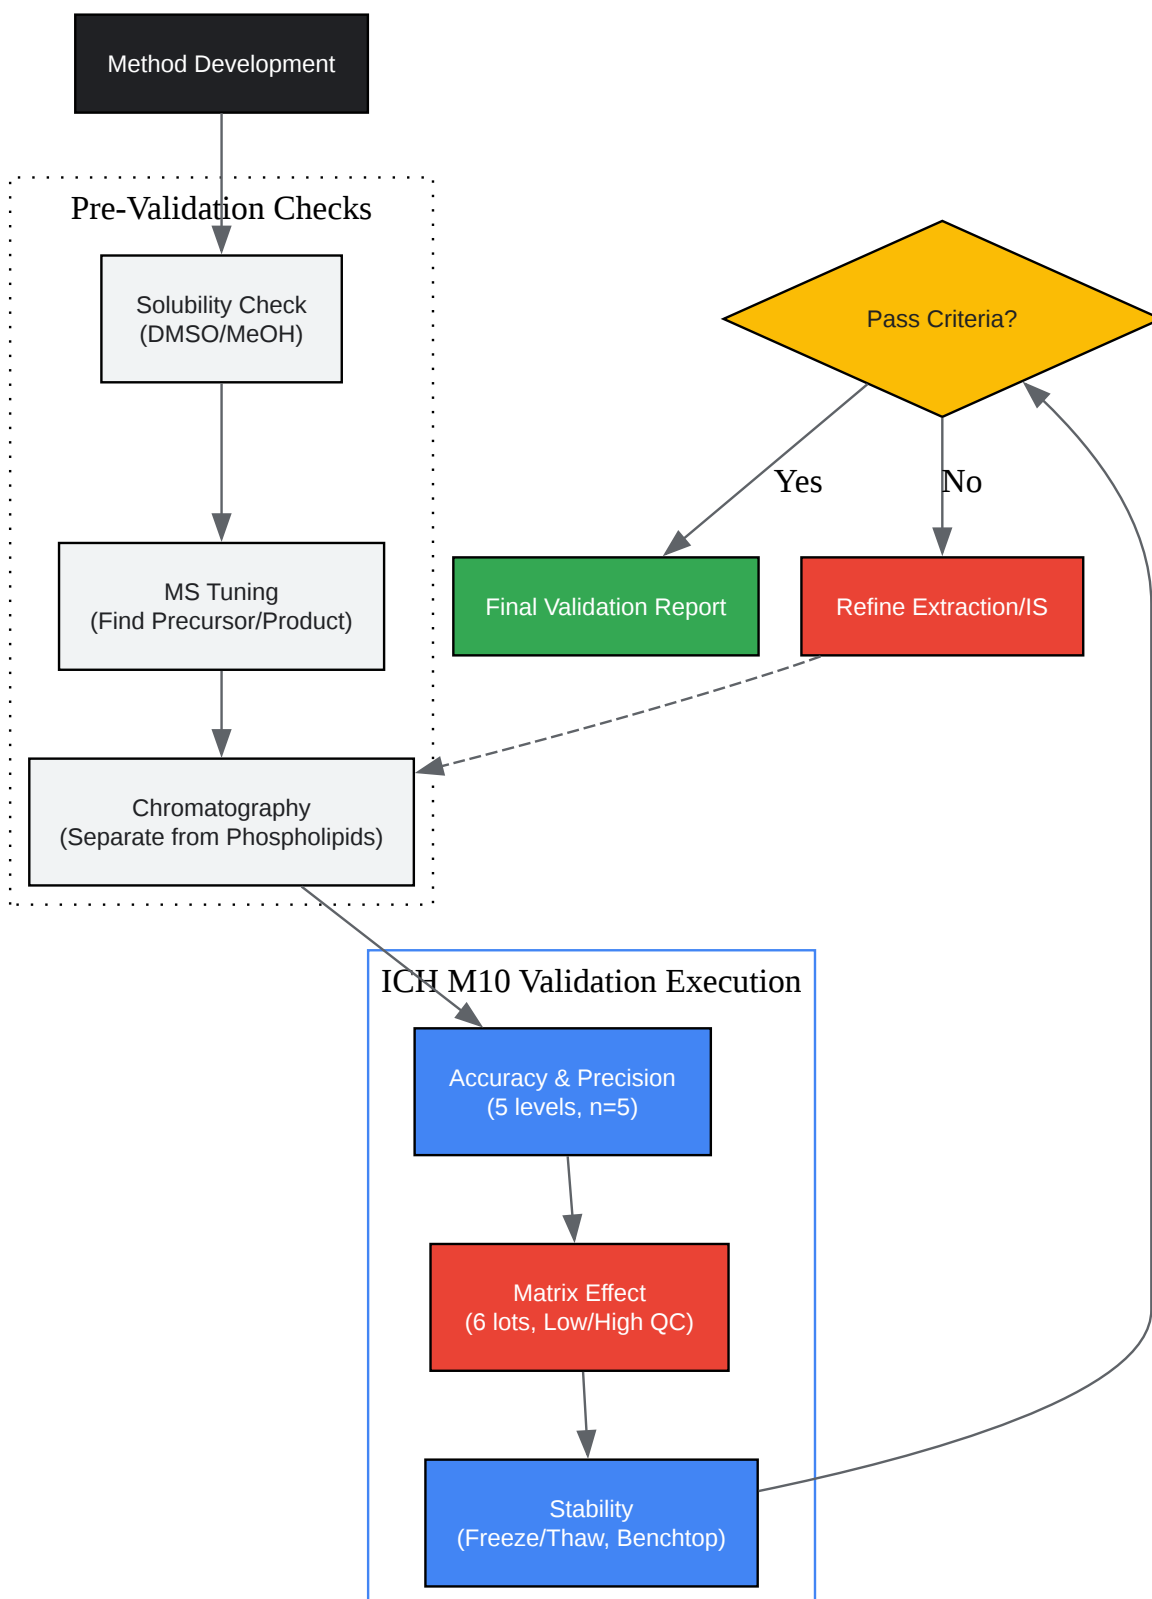 Method Development
Pre-Validation Checks
Solubility Check
(DMSO/MeOH)
MS Tuning
(Find Precursor/Product)
Chromatography
(Separate from Phospholipids)
Pass Criteria?
Yes
No
Final Validation Report
Refine Extraction/IS
ICH M10 Validation Execution
Accuracy & Precision
(5 levels, n=5)
Matrix Effect
(6 lots, Low/High QC)
Stability
(Freeze/Thaw, Benchtop)